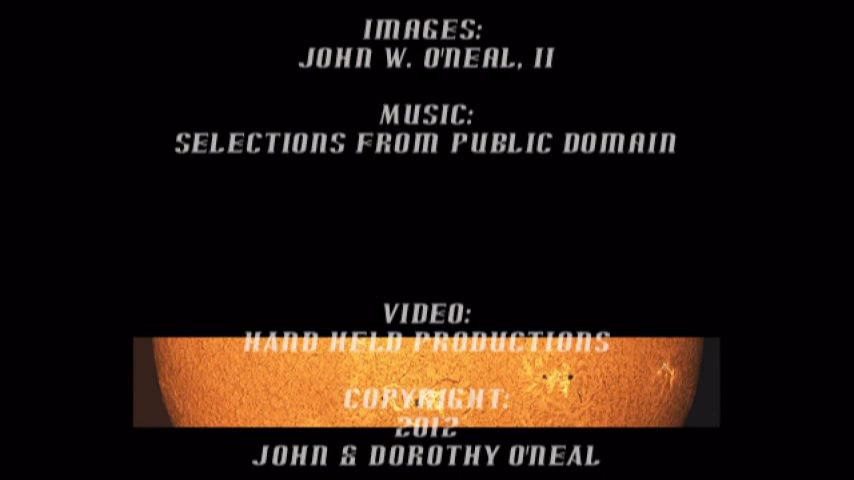 IMAGES:
JOHN W. O'NEAL, II
MUSIC:
SELECTIONS FROM PUBLIC DOMAIN
VIDEO:
HAND HELD PRODUCTIONS
COPYRIGHT:
2012
JOHN & DOROTHY O'NEAL